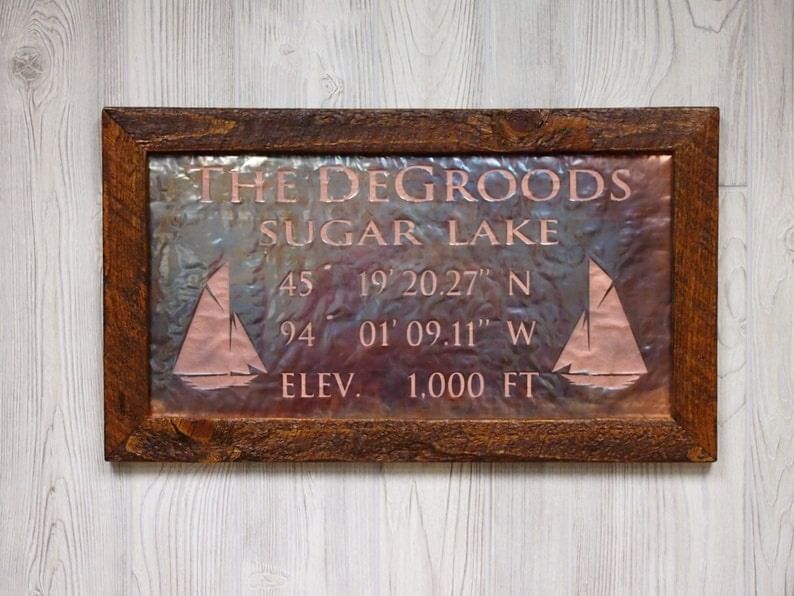 THE DEGROODS
SUGAR LAKE
45° 19' 20.27" N
94° 01' 09.11" W
ELEV. 1,000 FT